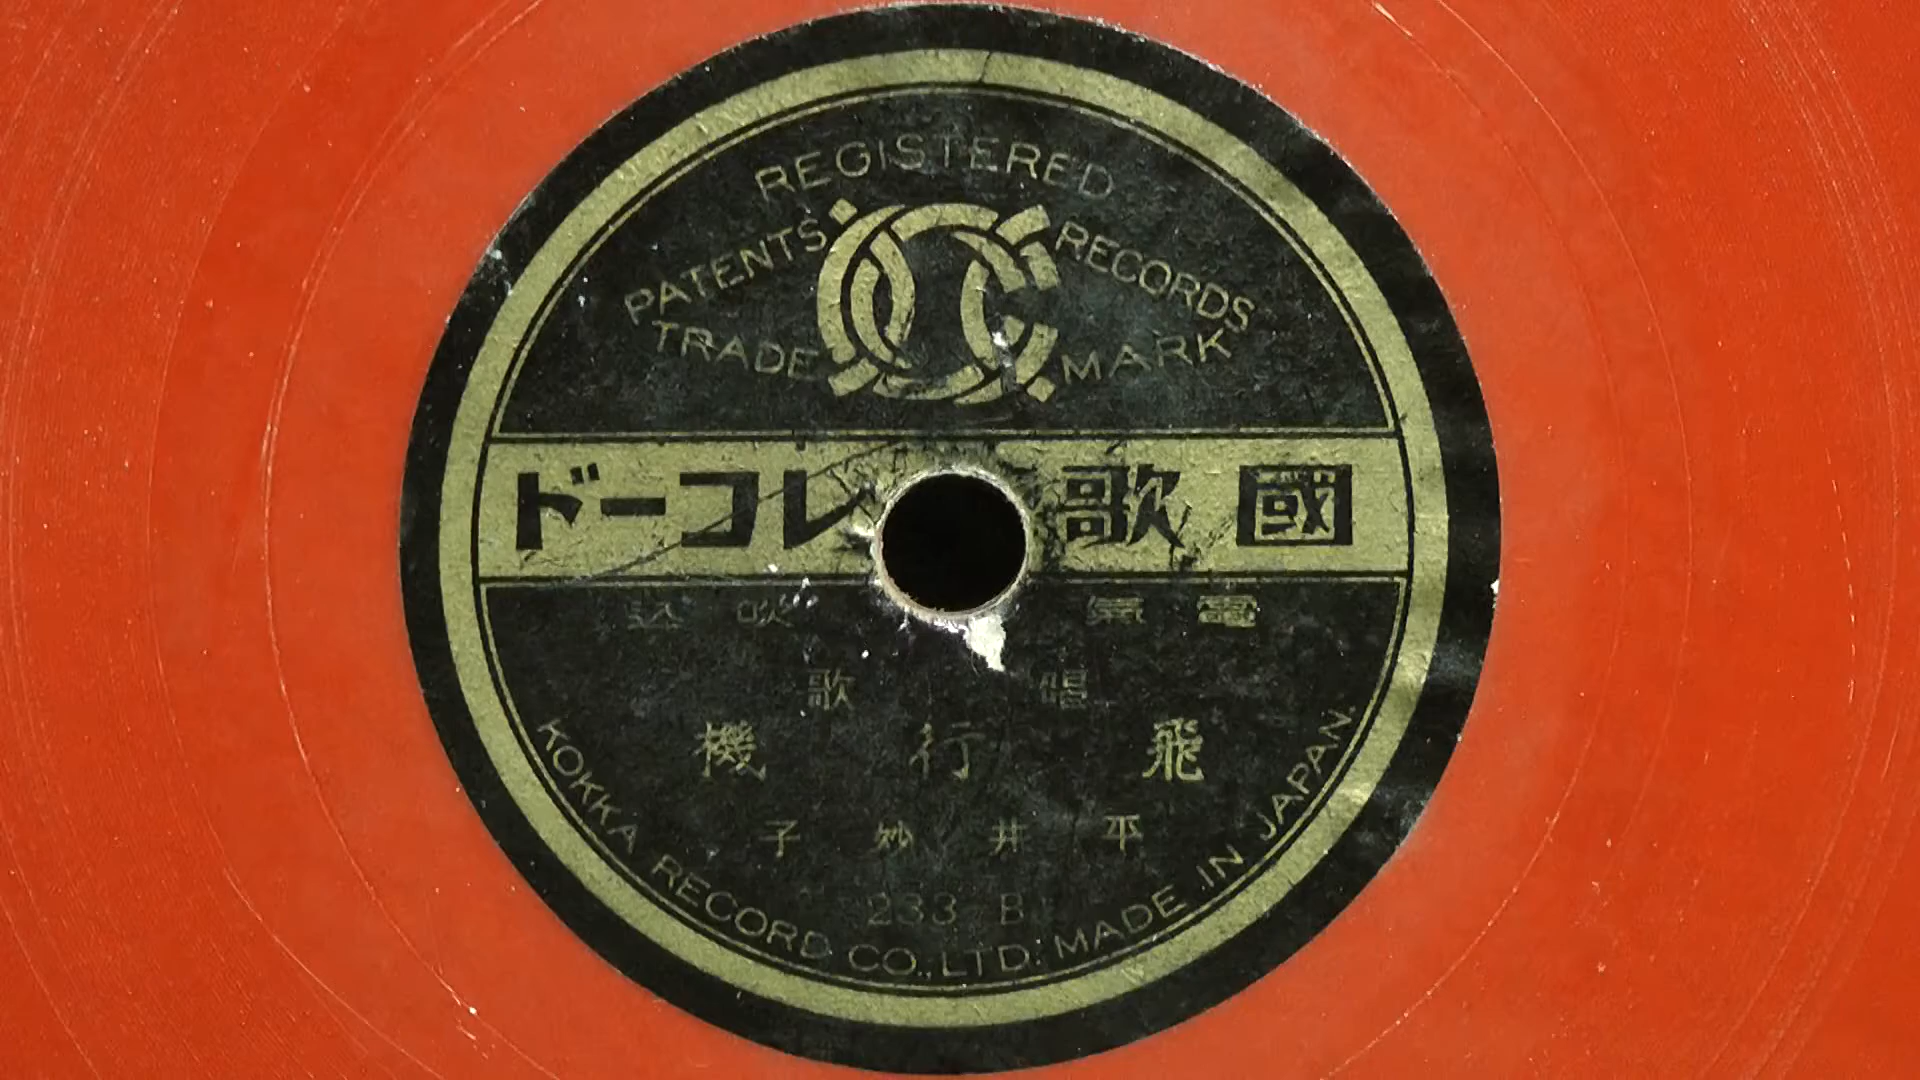 REGISTERED
PATENTS RECORDS
TRADE MARK
國歌レコード
電氣吹込
唱歌
飛行機
平井妙子
233 B
KOKKA RECORD CO., LTD. MADE IN JAPAN.